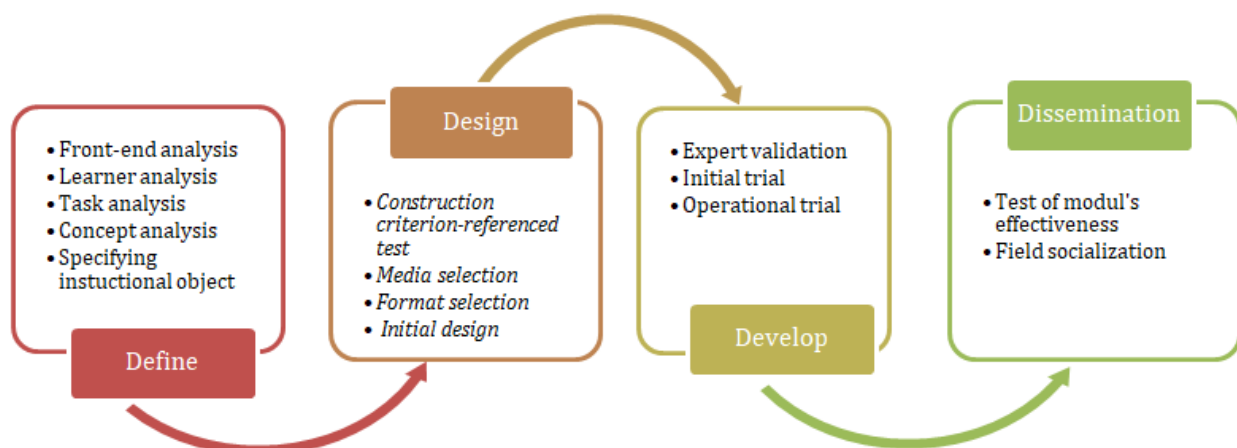 • Front-end analysis
• Learner analysis
• Task analysis
• Concept analysis
• Specifying
instuctional object
Define
Design
• Construction
criterion-referenced
test
• Media selection
• Format selection
• Initial design
• Expert validation
• Initial trial
• Operational trial
Develop
Dissemination
• Test of modul's
effectiveness
• Field socialization